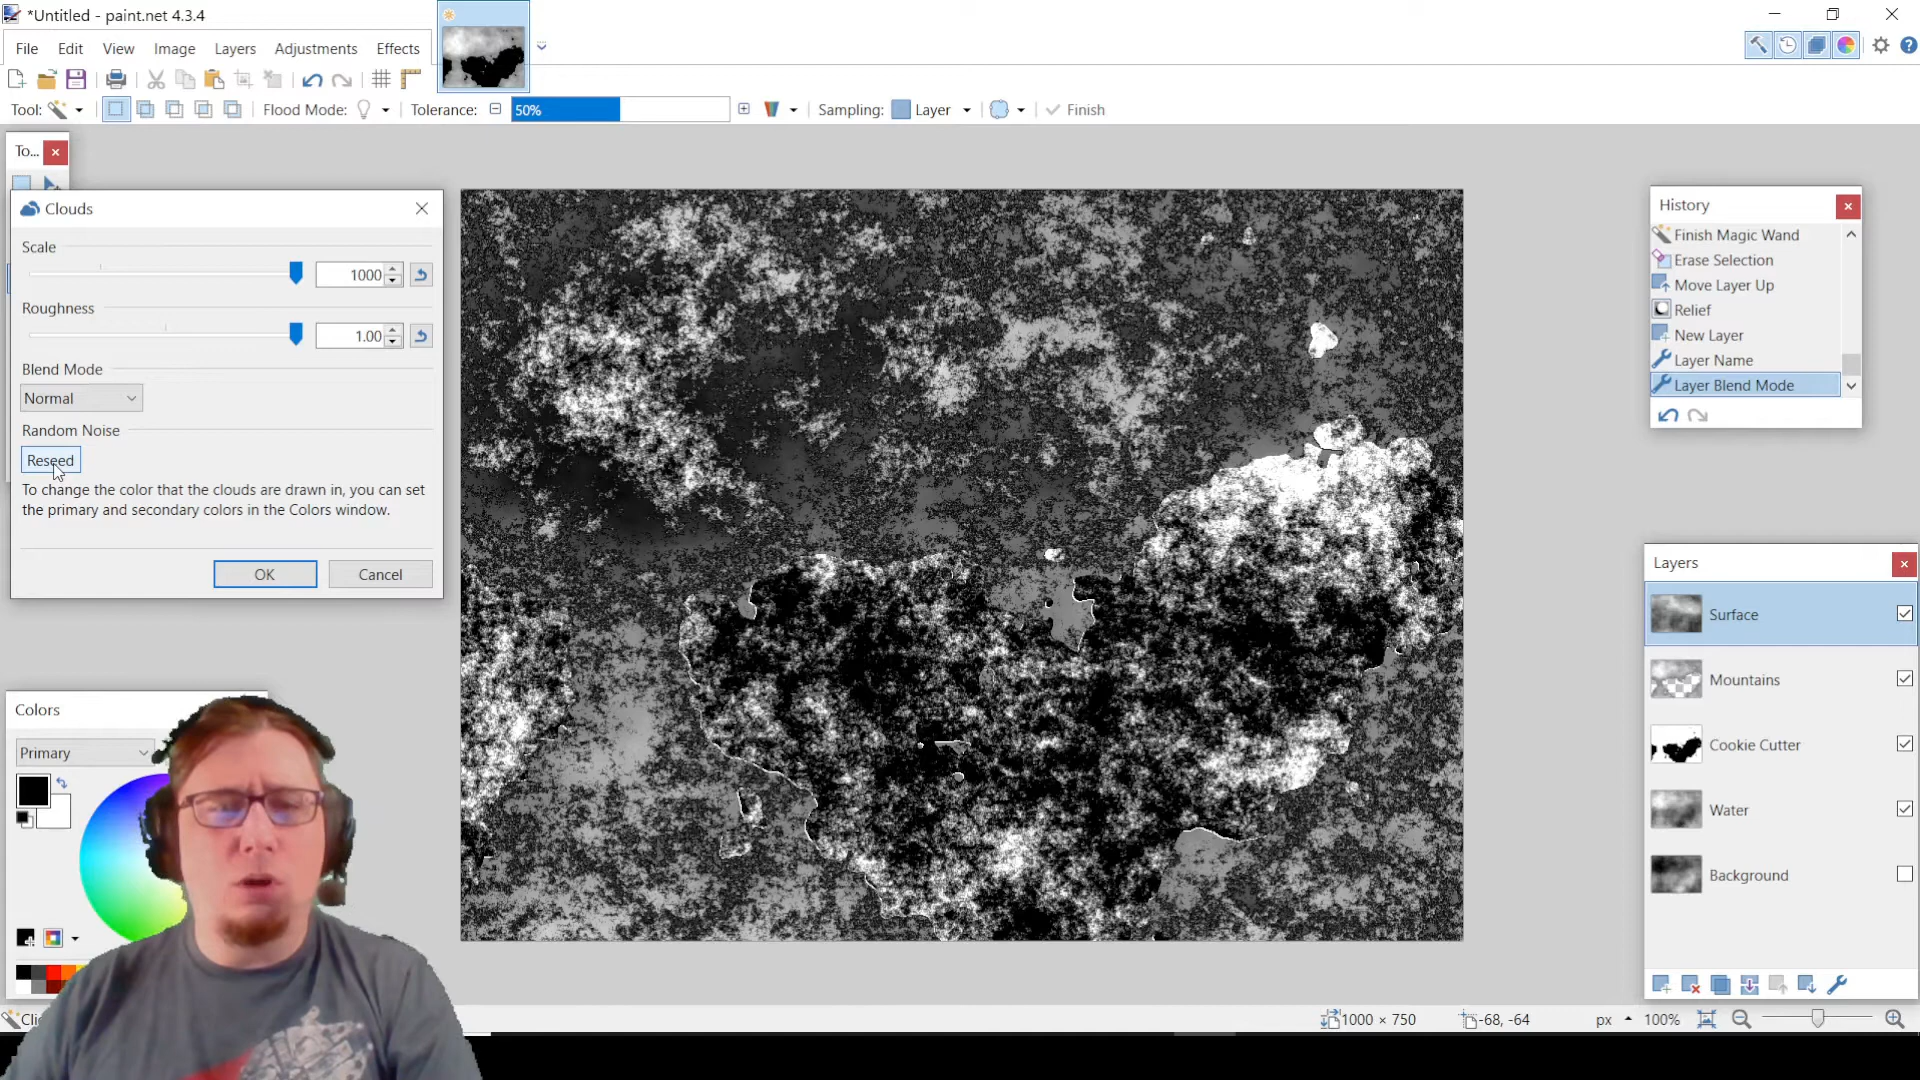 *Untitled - paint.net 4.3.4
File Edit View Image Layers Adjustments Effects
Tool: Flood Mode: Tolerance: 50% Sampling: Layer Finish
To...
Clouds
Scale
1000
Roughness
1.00
Blend Mode
Normal
Random Noise
Reseed
To change the color that the clouds are drawn in, you can set
the primary and secondary colors in the Colors window.
OK Cancel
Colors
Primary
History
Finish Magic Wand
Erase Selection
Move Layer Up
Relief
New Layer
Layer Name
Layer Blend Mode
Layers
Surface
Mountains
Cookie Cutter
Water
Background
1000 × 750 -68, -64 px 100%